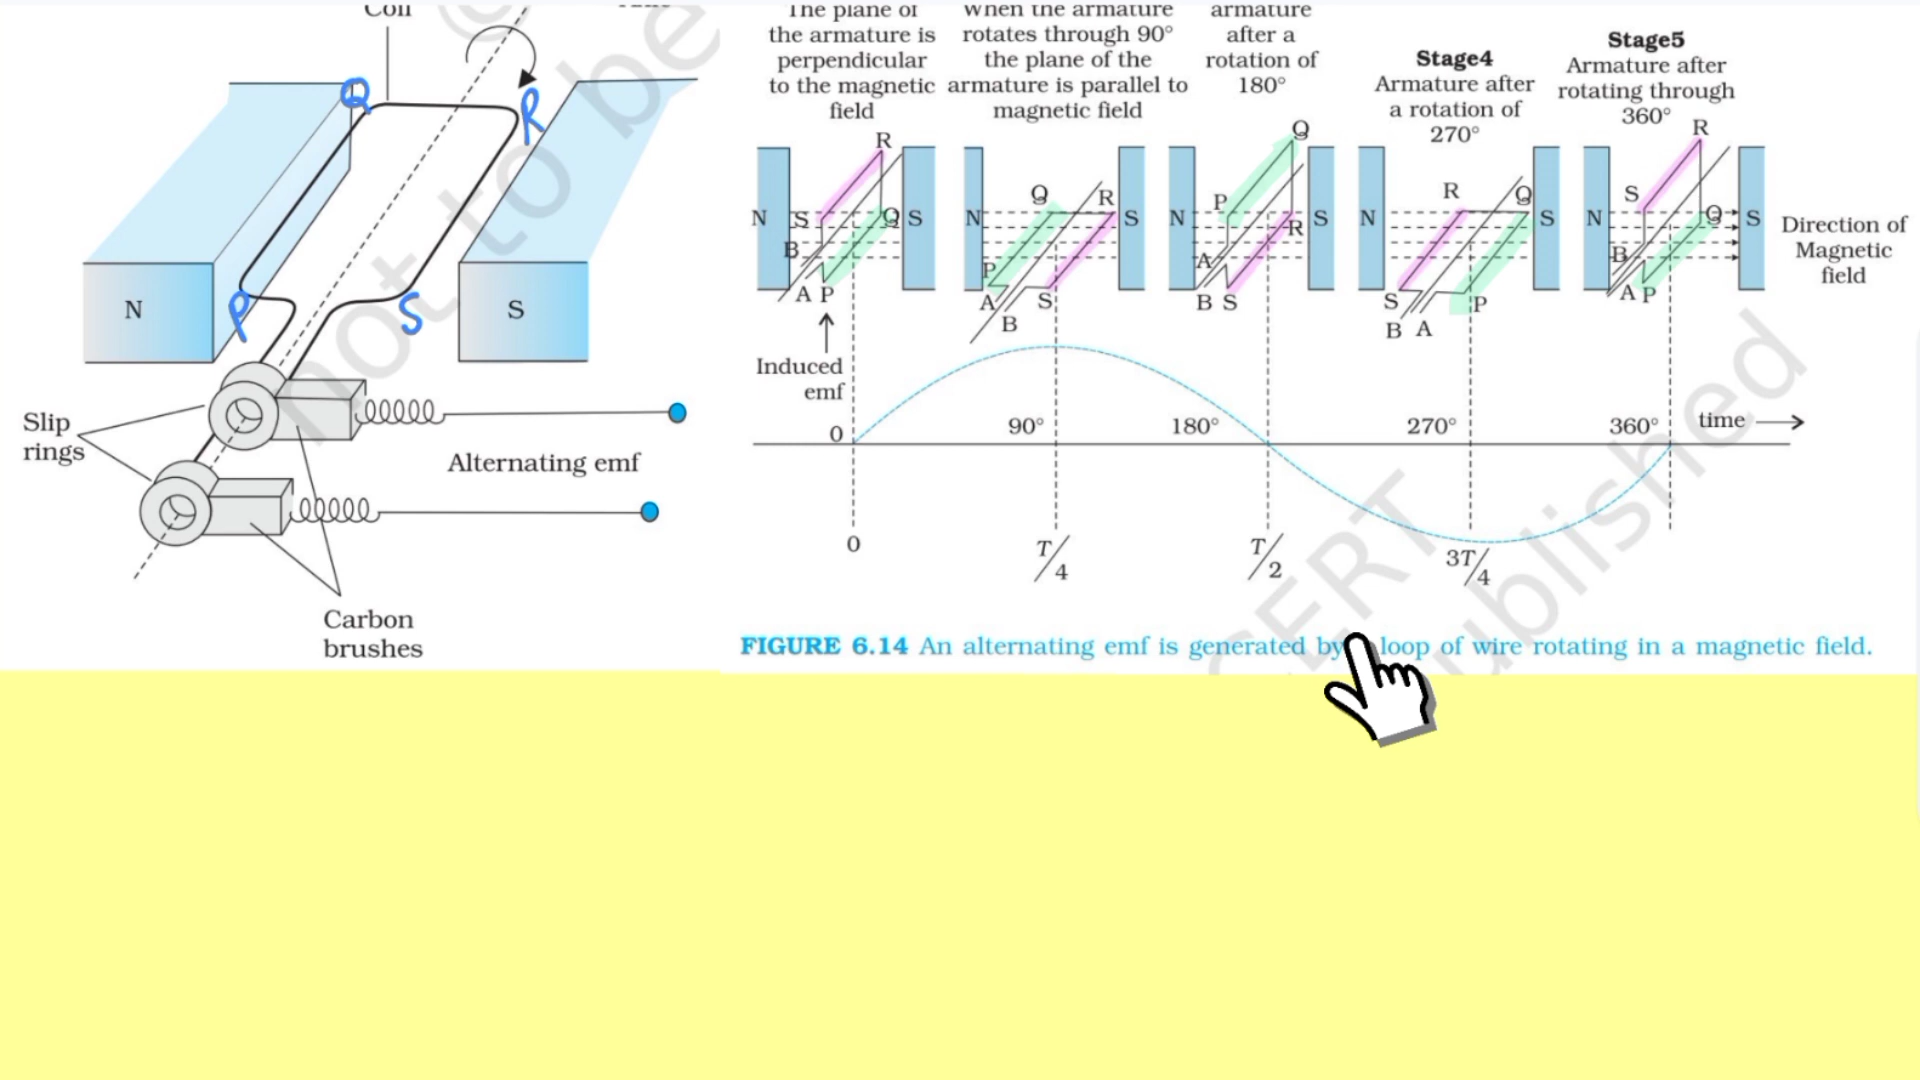 Coil
Q
R
N
P
S
S
Slip
rings
Alternating emf
Carbon
brushes
not to be
The plane of
the armature is
perpendicular
to the magnetic
field
When the armature
rotates through 90°
the plane of the
armature is parallel to
magnetic field
armature
after a
rotation of
180°
Stage4
Armature after
a rotation of
270°
Stage5
Armature after
rotating through
360°
R
N S Q S
B
A P
Q R
N S
P
A S
B
Q
P
N R S
A
B S
R Q
N S
S P
B A
R
S
N Q S
B
A P
Direction of
Magnetic
field
Induced
emf
0 90° 180° 270° 360° time
0 T/4 T/2 3T/4
FIGURE 6.14 An alternating emf is generated by loop of wire rotating in a magnetic field.